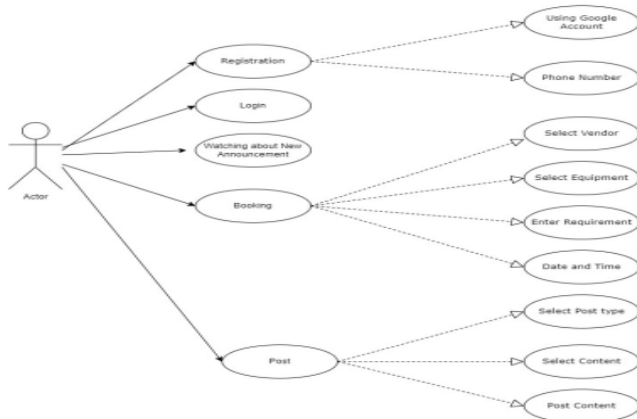 Using Google
Account
Registration
Phone Number
Login
Select Vendor
Watching about New
Announcement
Select Equipment
Actor
Booking
Enter Requirement
Date and Time
Select Post type
Post
Select Content
Post Content